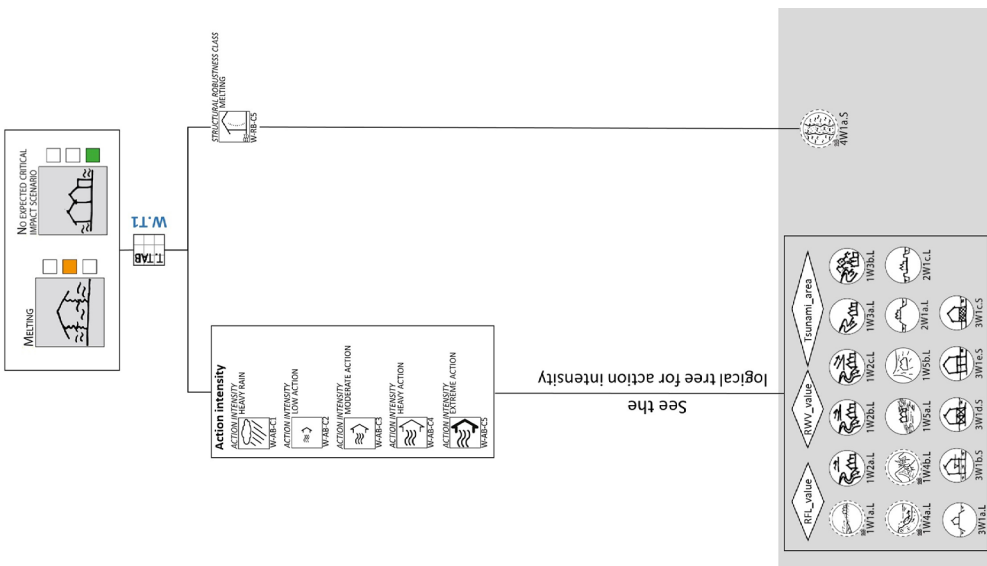 NO EXPECTED CRITICAL
IMPACT SCENARIO
MELTING
T.TAB
W.T1
STRUCTURAL ROBUSTNESS CLASS
MELTING
W-RB-C5
Action intensity
ACTION INTENSITY
HEAVY RAIN
W-AB-C1
ACTION INTENSITY
LOW ACTION
W-AB-C2
ACTION INTENSITY
MODERATE ACTION
W-AB-C3
ACTION INTENSITY
HEAVY ACTION
W-AB-C4
ACTION INTENSITY
EXTREME ACTION
W-AB-C5
See the
logical tree for action intensity
4W1a.S
RFL_value
RWV_value
Tsunami_area
1W1a.L
1W2a.L
1W2b.L
1W2c.L
1W3a.L
1W3b.L
1W4a.L
1W4b.L
1W5a.L
1W5b.L
2W1a.L
2W1c.L
3W1a.L
3W1b.S
3W1d.S
3W1e.S
3W1c.S